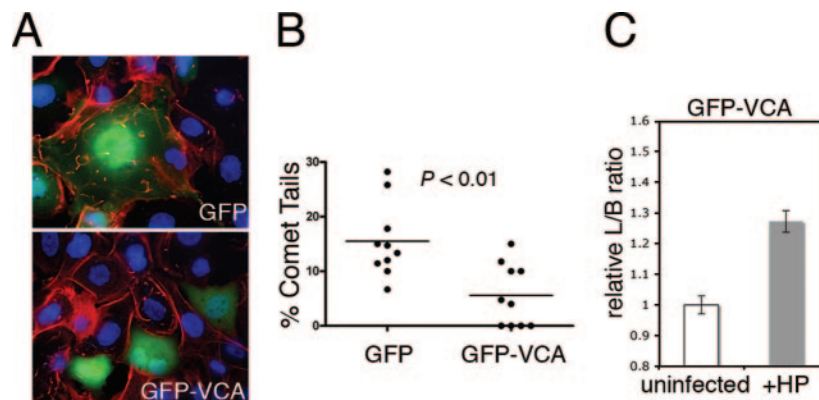 A
GFP
GFP-VCA
B
30
20
10
0
% Comet Tails
P < 0.01
GFP
GFP-VCA
C
GFP-VCA
1.6
1.5
1.4
1.3
1.2
1.1
1
0.9
0.8
relative L/B ratio
uninfected
+HP